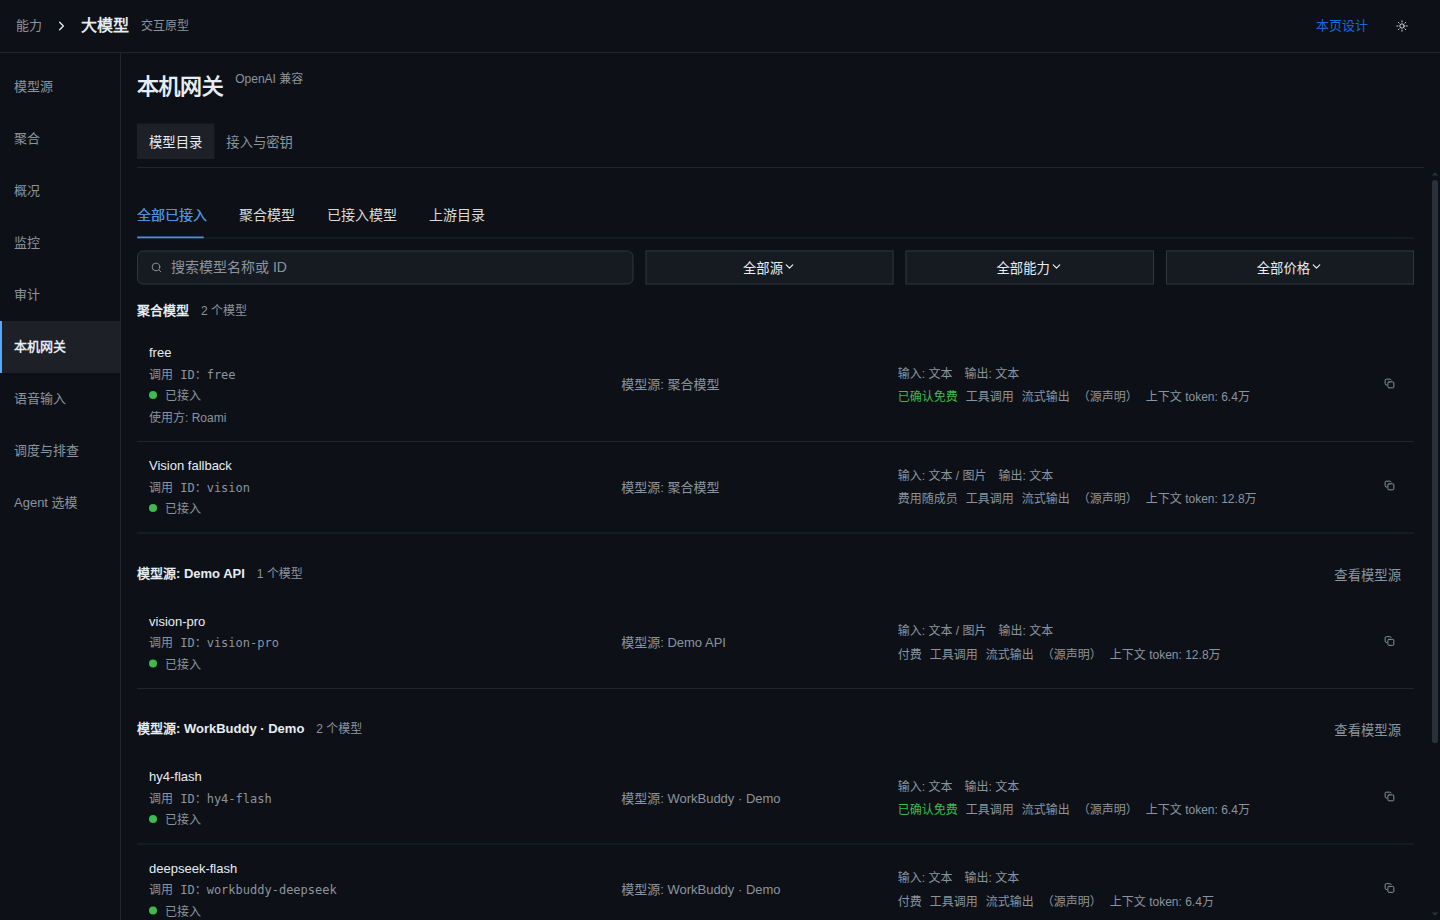 能力 大模型 交互原型 本页设计
模型源
聚合
概况
监控
审计
本机网关
语音输入
调度与排查
Agent 选模
本机网关 OpenAI 兼容
模型目录 接入与密钥
全部已接入 聚合模型 已接入模型 上游目录
搜索模型名称或 ID 全部源 全部能力 全部价格
聚合模型 2 个模型
free
调用 ID: free
已接入
使用方: Roami
模型源: 聚合模型
输入: 文本 输出: 文本
已确认免费 工具调用 流式输出 （源声明） 上下文 token: 6.4万
Vision fallback
调用 ID: vision
已接入
模型源: 聚合模型
输入: 文本 / 图片 输出: 文本
费用随成员 工具调用 流式输出 （源声明） 上下文 token: 12.8万
模型源: Demo API 1 个模型 查看模型源
vision-pro
调用 ID: vision-pro
已接入
模型源: Demo API
输入: 文本 / 图片 输出: 文本
付费 工具调用 流式输出 （源声明） 上下文 token: 12.8万
模型源: WorkBuddy · Demo 2 个模型 查看模型源
hy4-flash
调用 ID: hy4-flash
已接入
模型源: WorkBuddy · Demo
输入: 文本 输出: 文本
已确认免费 工具调用 流式输出 （源声明） 上下文 token: 6.4万
deepseek-flash
调用 ID: workbuddy-deepseek
已接入
模型源: WorkBuddy · Demo
输入: 文本 输出: 文本
付费 工具调用 流式输出 （源声明） 上下文 token: 6.4万